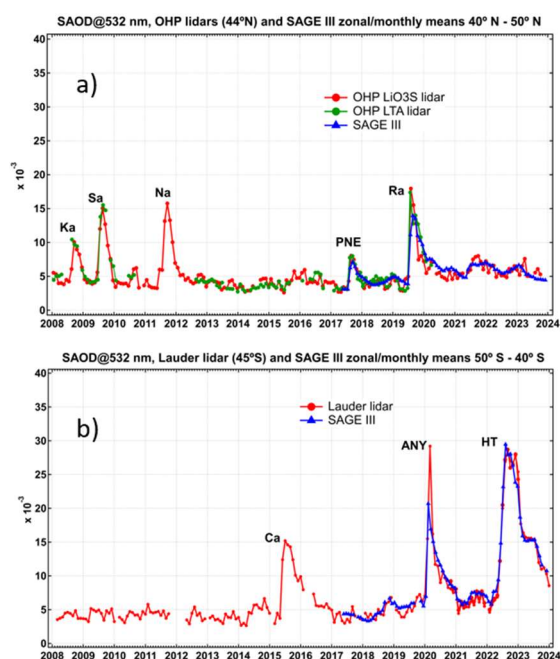 SAOD@532 nm, OHP lidars (44º N) and SAGE III zonal/monthly means 40º N - 50º N
40
35
30
25
20
15
10
5
0
x 10⁻³
a)
OHP LiO3S lidar
OHP LTA lidar
SAGE III
Ka
Sa
Na
PNE
Ra
2008 2009 2010 2011 2012 2013 2014 2015 2016 2017 2018 2019 2020 2021 2022 2023 2024
SAOD@532 nm, Lauder lidar (45ºS) and SAGE III zonal/monthly means 50º S - 40º S
40
35
30
25
20
15
10
5
0
x 10⁻³
b)
Lauder lidar
SAGE III
Ca
ANY
HT
2008 2009 2010 2011 2012 2013 2014 2015 2016 2017 2018 2019 2020 2021 2022 2023 2024